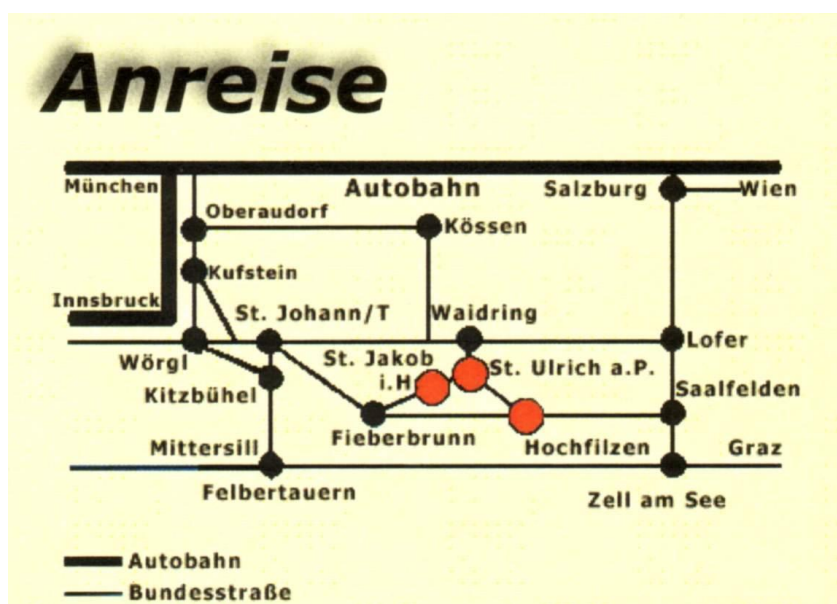 Anreise
München
Autobahn
Salzburg
Wien
Oberaudorf
Kössen
Kufstein
Innsbruck
St. Johann/T
Waidring
Wörgl
St. Jakob
i.H
St. Ulrich a.P.
Lofer
Kitzbühel
Saalfelden
Fieberbrunn
Hochfilzen
Mittersill
Graz
Felbertauern
Zell am See
Autobahn
Bundesstraße